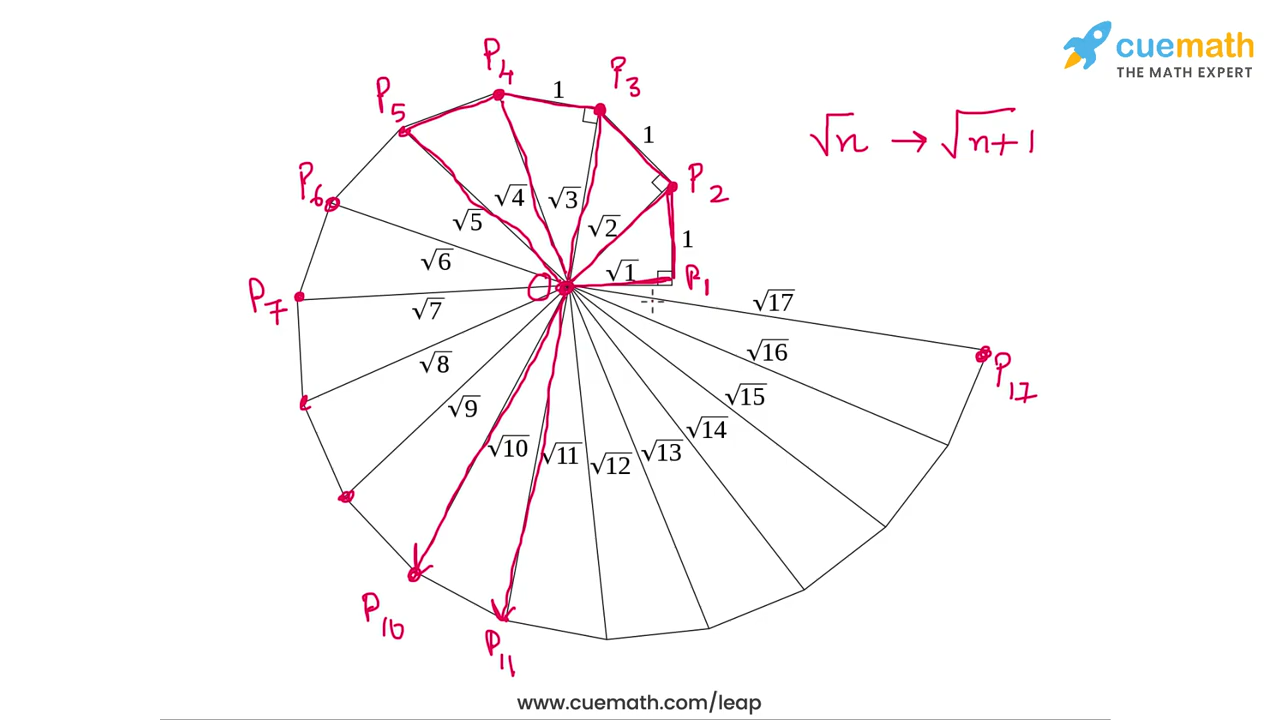 cuemath
THE MATH EXPERT
√n → √n+1
P4
P3
P5
1
1
P6
P2
√4
√3
√5
√2
1
√6
√1
P1
O
P7
√7
√17
√8
√16
P17
√9
√15
√14
√10
√11
√12
√13
P10
P11
www.cuemath.com/leap